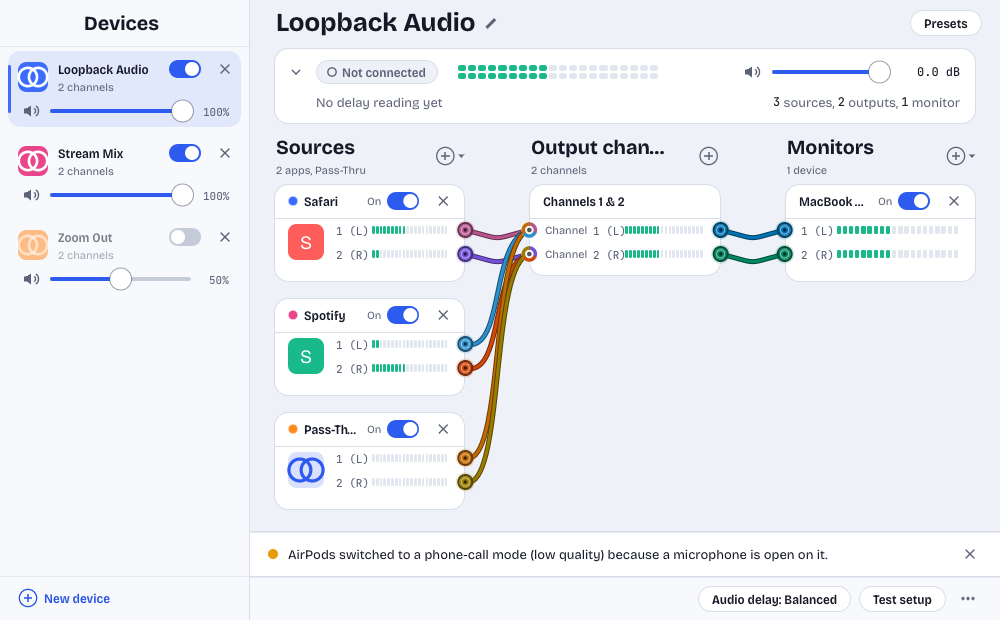 Devices
Loopback Audio
2 channels
100%
Stream Mix
2 channels
100%
Zoom Out
2 channels
50%
New device
Loopback Audio
Presets
Not connected
0.0 dB
No delay reading yet
3 sources, 2 outputs, 1 monitor
Sources
2 apps, Pass-Thru
Output chan...
2 channels
Monitors
1 device
Safari
On
S
1 (L)
2 (R)
Spotify
On
S
1 (L)
2 (R)
Pass-Th...
On
1 (L)
2 (R)
Channels 1 & 2
Channel 1 (L)
Channel 2 (R)
MacBook ...
On
1 (L)
2 (R)
AirPods switched to a phone-call mode (low quality) because a microphone is open on it.
Audio delay: Balanced
Test setup